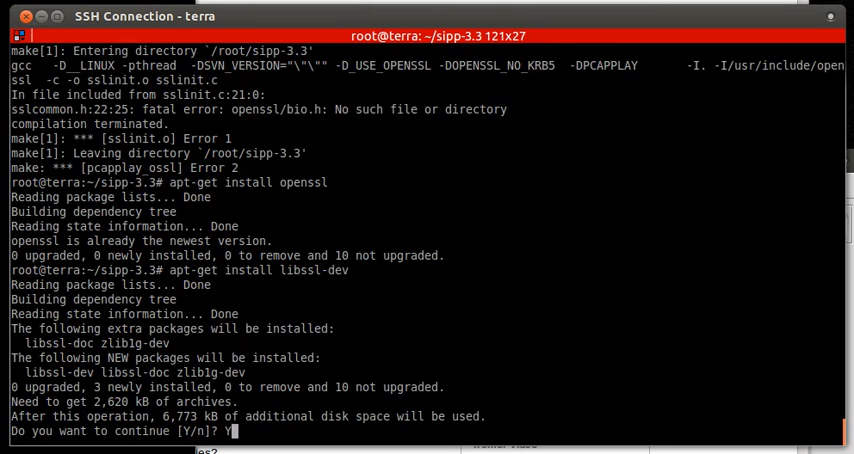 SSH Connection - terra
root@terra: ~/sipp-3.3 121x27
make[1]: Entering directory `/root/sipp-3.3'
gcc   -D__LINUX -pthread  -DSVN_VERSION="\"\"" -D_USE_OPENSSL -DOPENSSL_NO_KRB5  -DPCAPPLAY      -I. -I/usr/include/open
ssl  -c -o sslinit.o sslinit.c
In file included from sslinit.c:21:0:
sslcommon.h:22:25: fatal error: openssl/bio.h: No such file or directory
compilation terminated.
make[1]: *** [sslinit.o] Error 1
make[1]: Leaving directory `/root/sipp-3.3'
make: *** [pcapplay_ossl] Error 2
root@terra:~/sipp-3.3# apt-get install openssl
Reading package lists... Done
Building dependency tree
Reading state information... Done
openssl is already the newest version.
0 upgraded, 0 newly installed, 0 to remove and 10 not upgraded.
root@terra:~/sipp-3.3# apt-get install libssl-dev
Reading package lists... Done
Building dependency tree
Reading state information... Done
The following extra packages will be installed:
  libssl-doc zlib1g-dev
The following NEW packages will be installed:
  libssl-dev libssl-doc zlib1g-dev
0 upgraded, 3 newly installed, 0 to remove and 10 not upgraded.
Need to get 2,620 kB of archives.
After this operation, 6,773 kB of additional disk space will be used.
Do you want to continue [Y/n]? Y